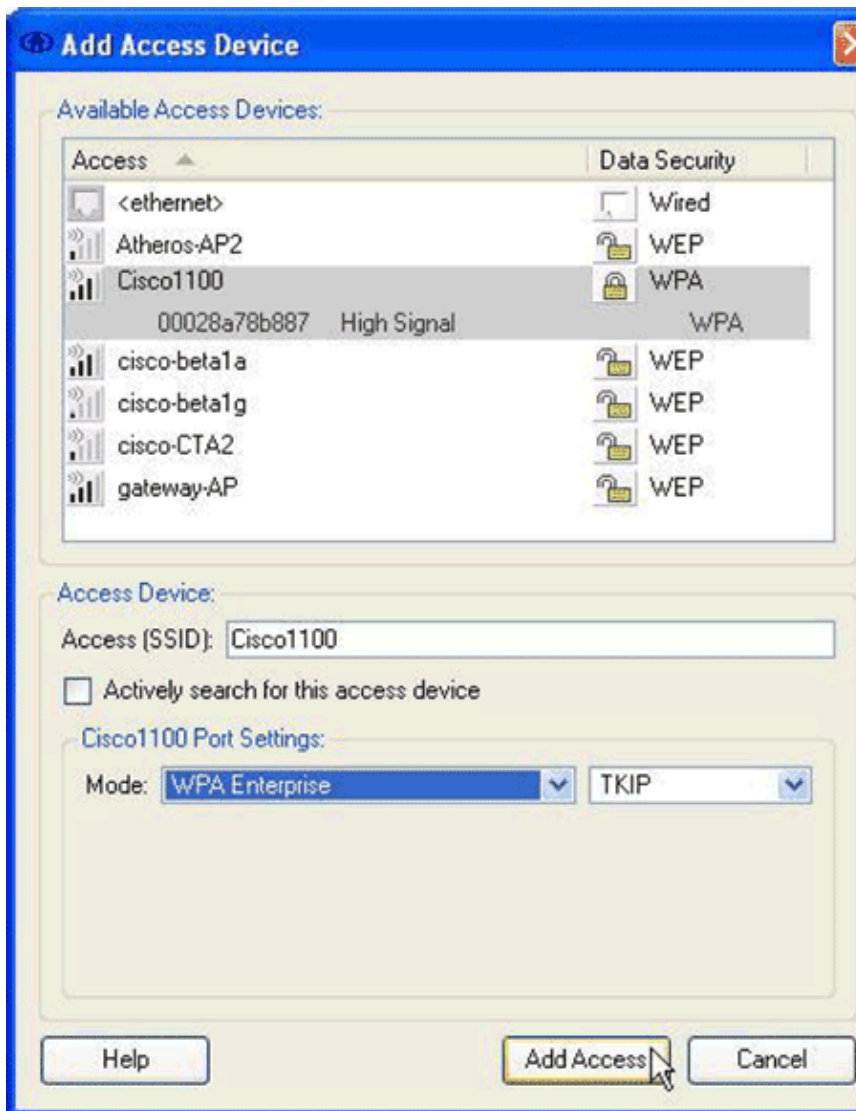 Add Access Device
Available Access Devices:
Access Data Security
<ethernet> Wired
Atheros-AP2 WEP
Cisco1100 WPA
00028a78b887 High Signal WPA
cisco-beta1a WEP
cisco-beta1g WEP
cisco-CTA2 WEP
gateway-AP WEP
Access Device:
Access (SSID): Cisco1100
Actively search for this access device
Cisco1100 Port Settings:
Mode: WPA Enterprise TKIP
Help Add Access Cancel